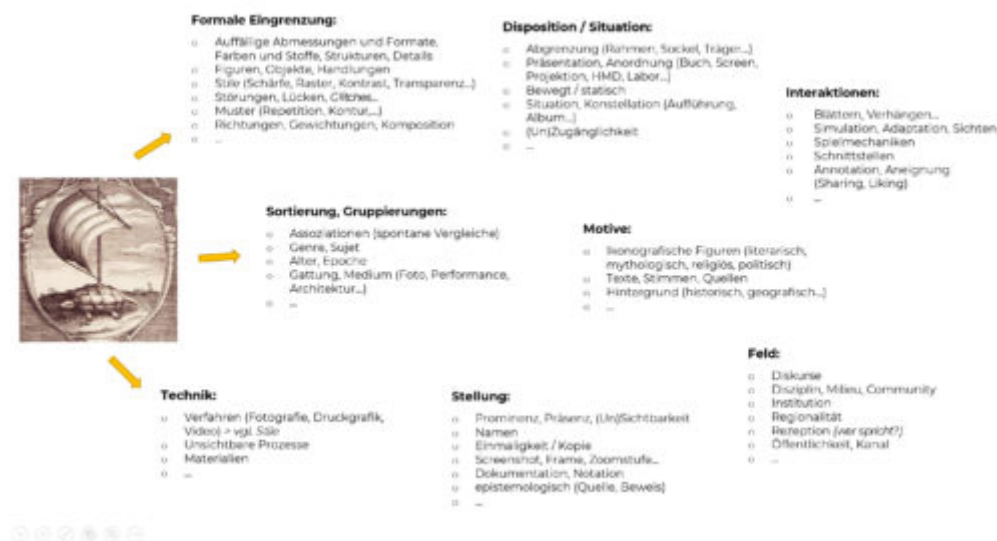 Formale Eingrenzung:
Auffällige Abmessungen und Formate,
Farben und Stoffe, Strukturen, Details
Figuren, Objekte, Handlungen
Stile (Schärfe, Raster, Kontrast, Transparenz...)
Störungen, Lücken, Glitches...
Muster (Repetition, Kontur,...)
Richtungen, Gewichtungen, Komposition
...
Disposition / Situation:
Abgrenzung (Rahmen, Sockel, Träger...)
Präsentation, Anordnung (Buch, Screen,
Projektion, HMD, Labor...)
Bewegt / statisch
Situation, Konstellation (Aufführung,
Album...)
(Un)Zugänglichkeit
...
Interaktionen:
Blättern, Verhängen...
Simulation, Adaptation, Sichten
Spielmechaniken
Schnittstellen
Annotation, Aneignung
(Sharing, Liking)
...
Sortierung, Gruppierungen:
Assoziationen (spontane Vergleiche)
Genre, Sujet
Alter, Epoche
Gattung, Medium (Foto, Performance,
Architektur...)
...
Motive:
Ikonografische Figuren (literarisch,
mythologisch, religiös, politisch)
Texte, Stimmen, Quellen
Hintergrund (historisch, geografisch...)
...
Technik:
Verfahren (Fotografie, Druckgrafik,
Video) > vgl. Säle
Unsichtbare Prozesse
Materialien
...
Stellung:
Prominenz, Präsenz, (Un)Sichtbarkeit
Namen
Einmaligkeit / Kopie
Screenshot, Frame, Zoomstufe...
Dokumentation, Notation
epistemologisch (Quelle, Beweis)
...
Feld:
Diskurse
Disziplin, Milieu, Community
Institution
Regionalität
Rezeption (wer spricht?)
Öffentlichkeit, Kanal
...